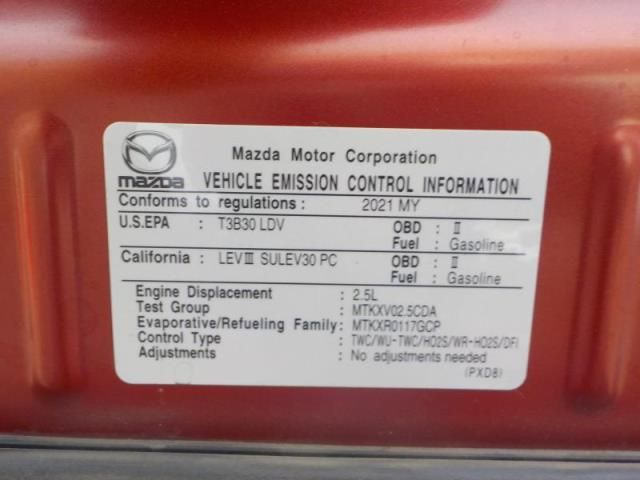 Mazda Motor Corporation
mazda VEHICLE EMISSION CONTROL INFORMATION
Conforms to regulations : 2021 MY
U.S.EPA : T3B30 LDV OBD : II
Fuel : Gasoline
California : LEVIII SULEV30 PC OBD : II
Fuel : Gasoline
Engine Displacement : 2.5L
Test Group : MTKXV02.5CDA
Evaporative/Refueling Family: MTKXR0117GCP
Control Type : TWC/WU-TWC/HO2S/WR-HO2S/DFI
Adjustments : No adjustments needed
(PXD8)